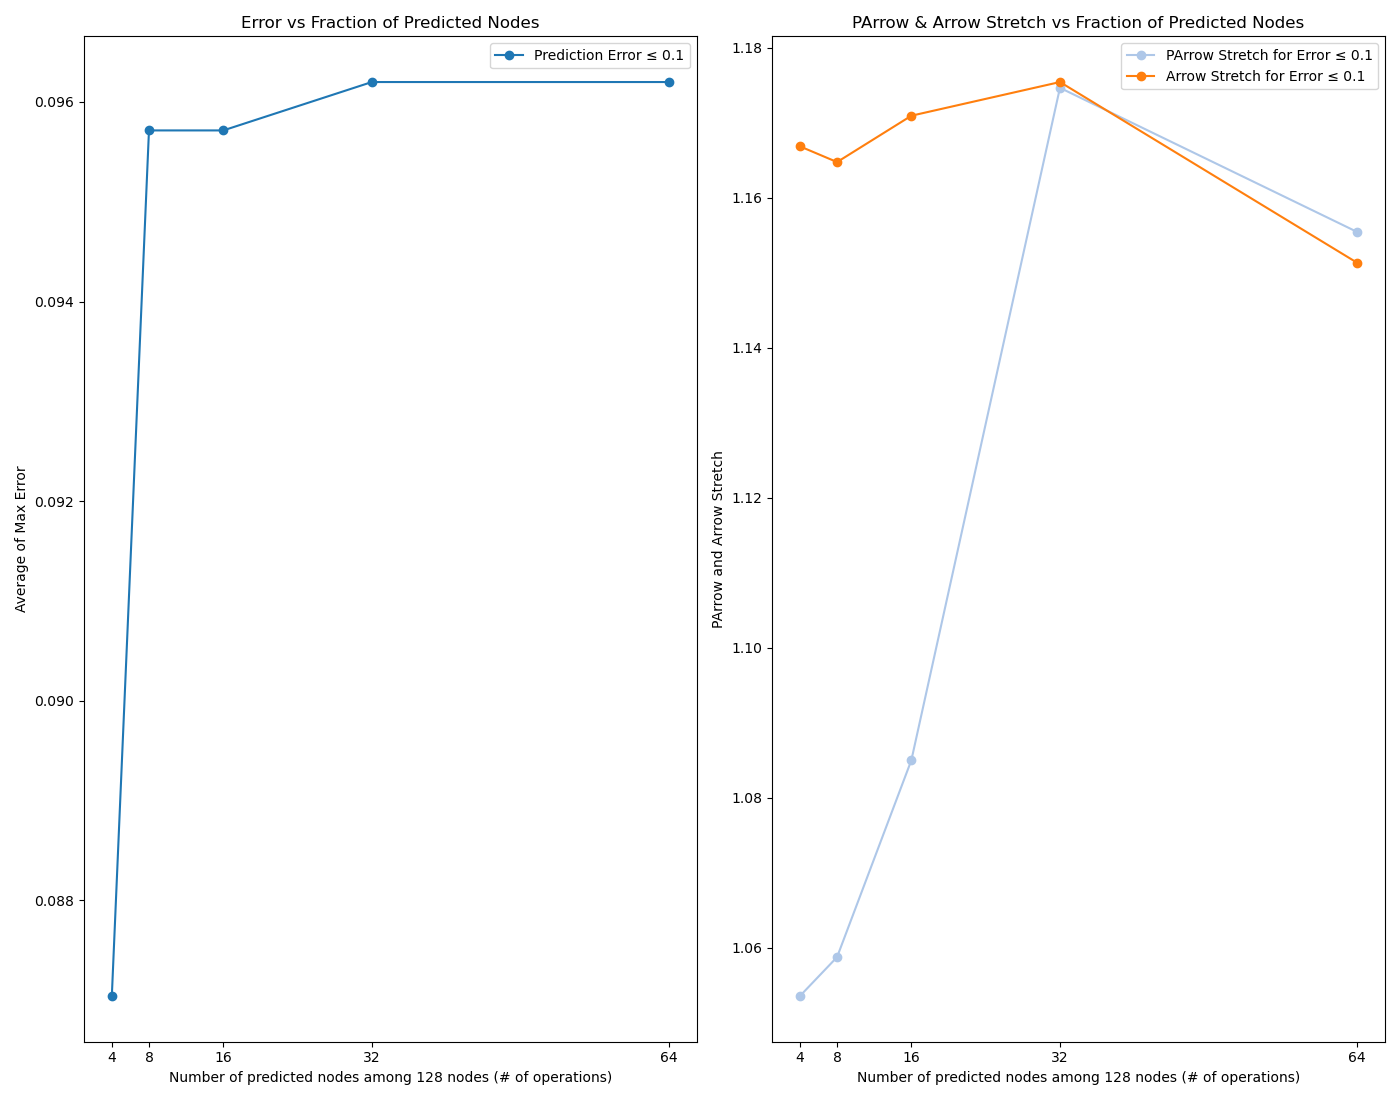 Error vs Fraction of Predicted Nodes
Prediction Error ≤ 0.1
0.096
0.094
0.092
0.090
0.088
Average of Max Error
4 8 16 32 64
Number of predicted nodes among 128 nodes (# of operations)
PArrow & Arrow Stretch vs Fraction of Predicted Nodes
PArrow Stretch for Error ≤ 0.1
Arrow Stretch for Error ≤ 0.1
1.18
1.16
1.14
1.12
1.10
1.08
1.06
PArrow and Arrow Stretch
4 8 16 32 64
Number of predicted nodes among 128 nodes (# of operations)